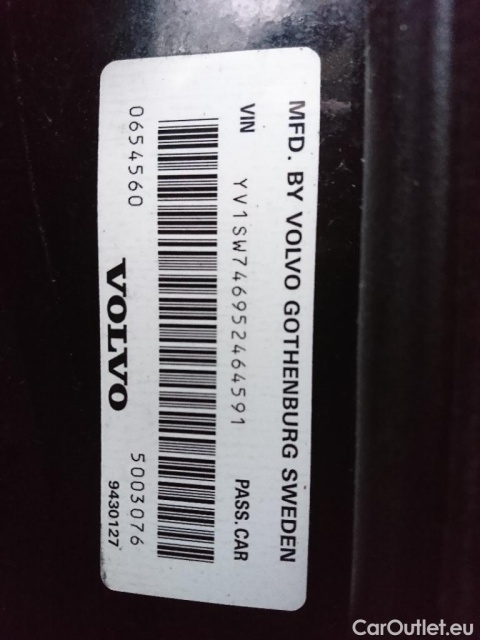 MFD. BY VOLVO GOTHENBURG SWEDEN
VIN YV1SW746952464591 PASS.CAR
0654560 5003076
VOLVO 9430127
CarOutlet.eu